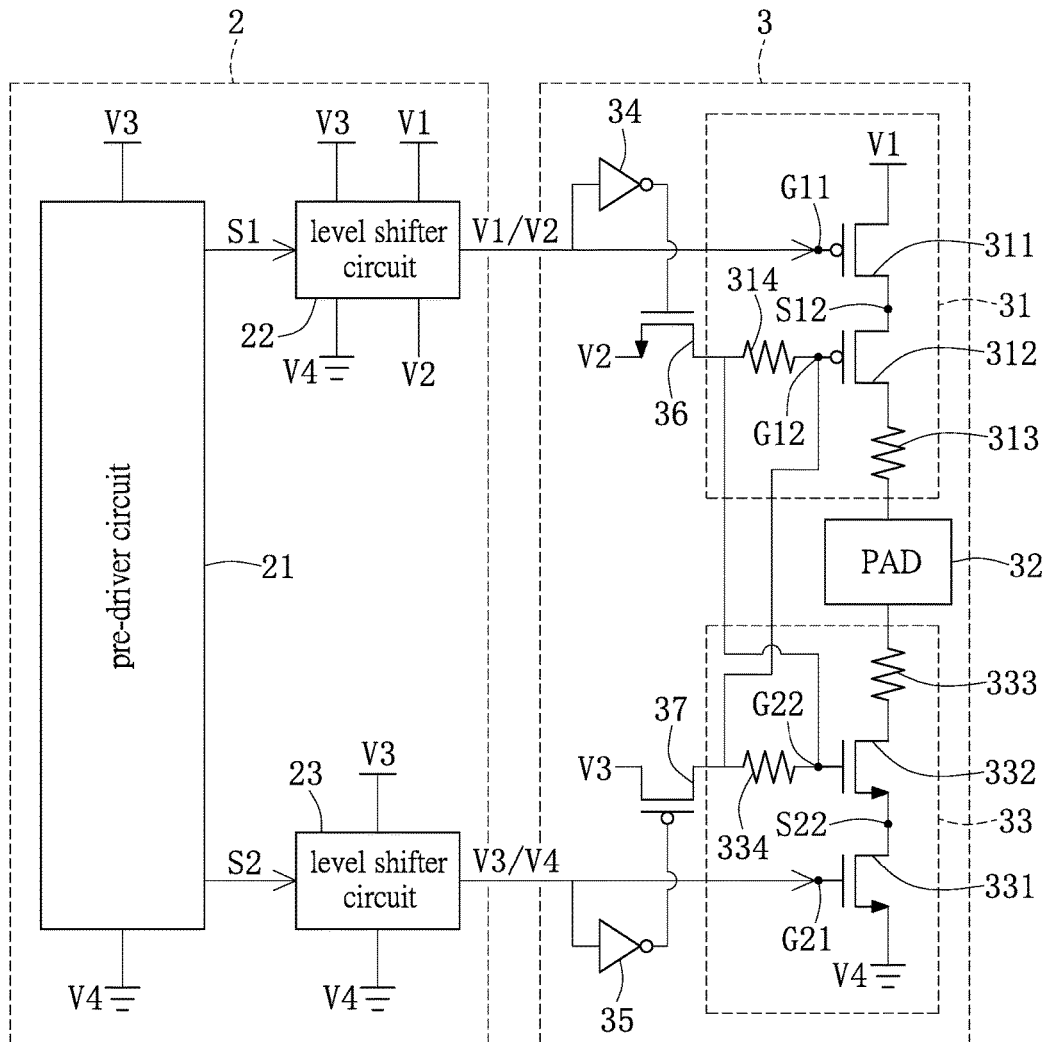 2
3
V3
V3
V1
34
V1
G11
S1
level shifter
circuit
V1/V2
311
314
S12
31
22
V4
V2
V2
36
G12
312
313
pre-driver circuit
21
PAD
32
333
37
G22
V3
V3
332
23
334
S22
33
S2
level shifter
circuit
V3/V4
331
G21
V4
V4
35
V4